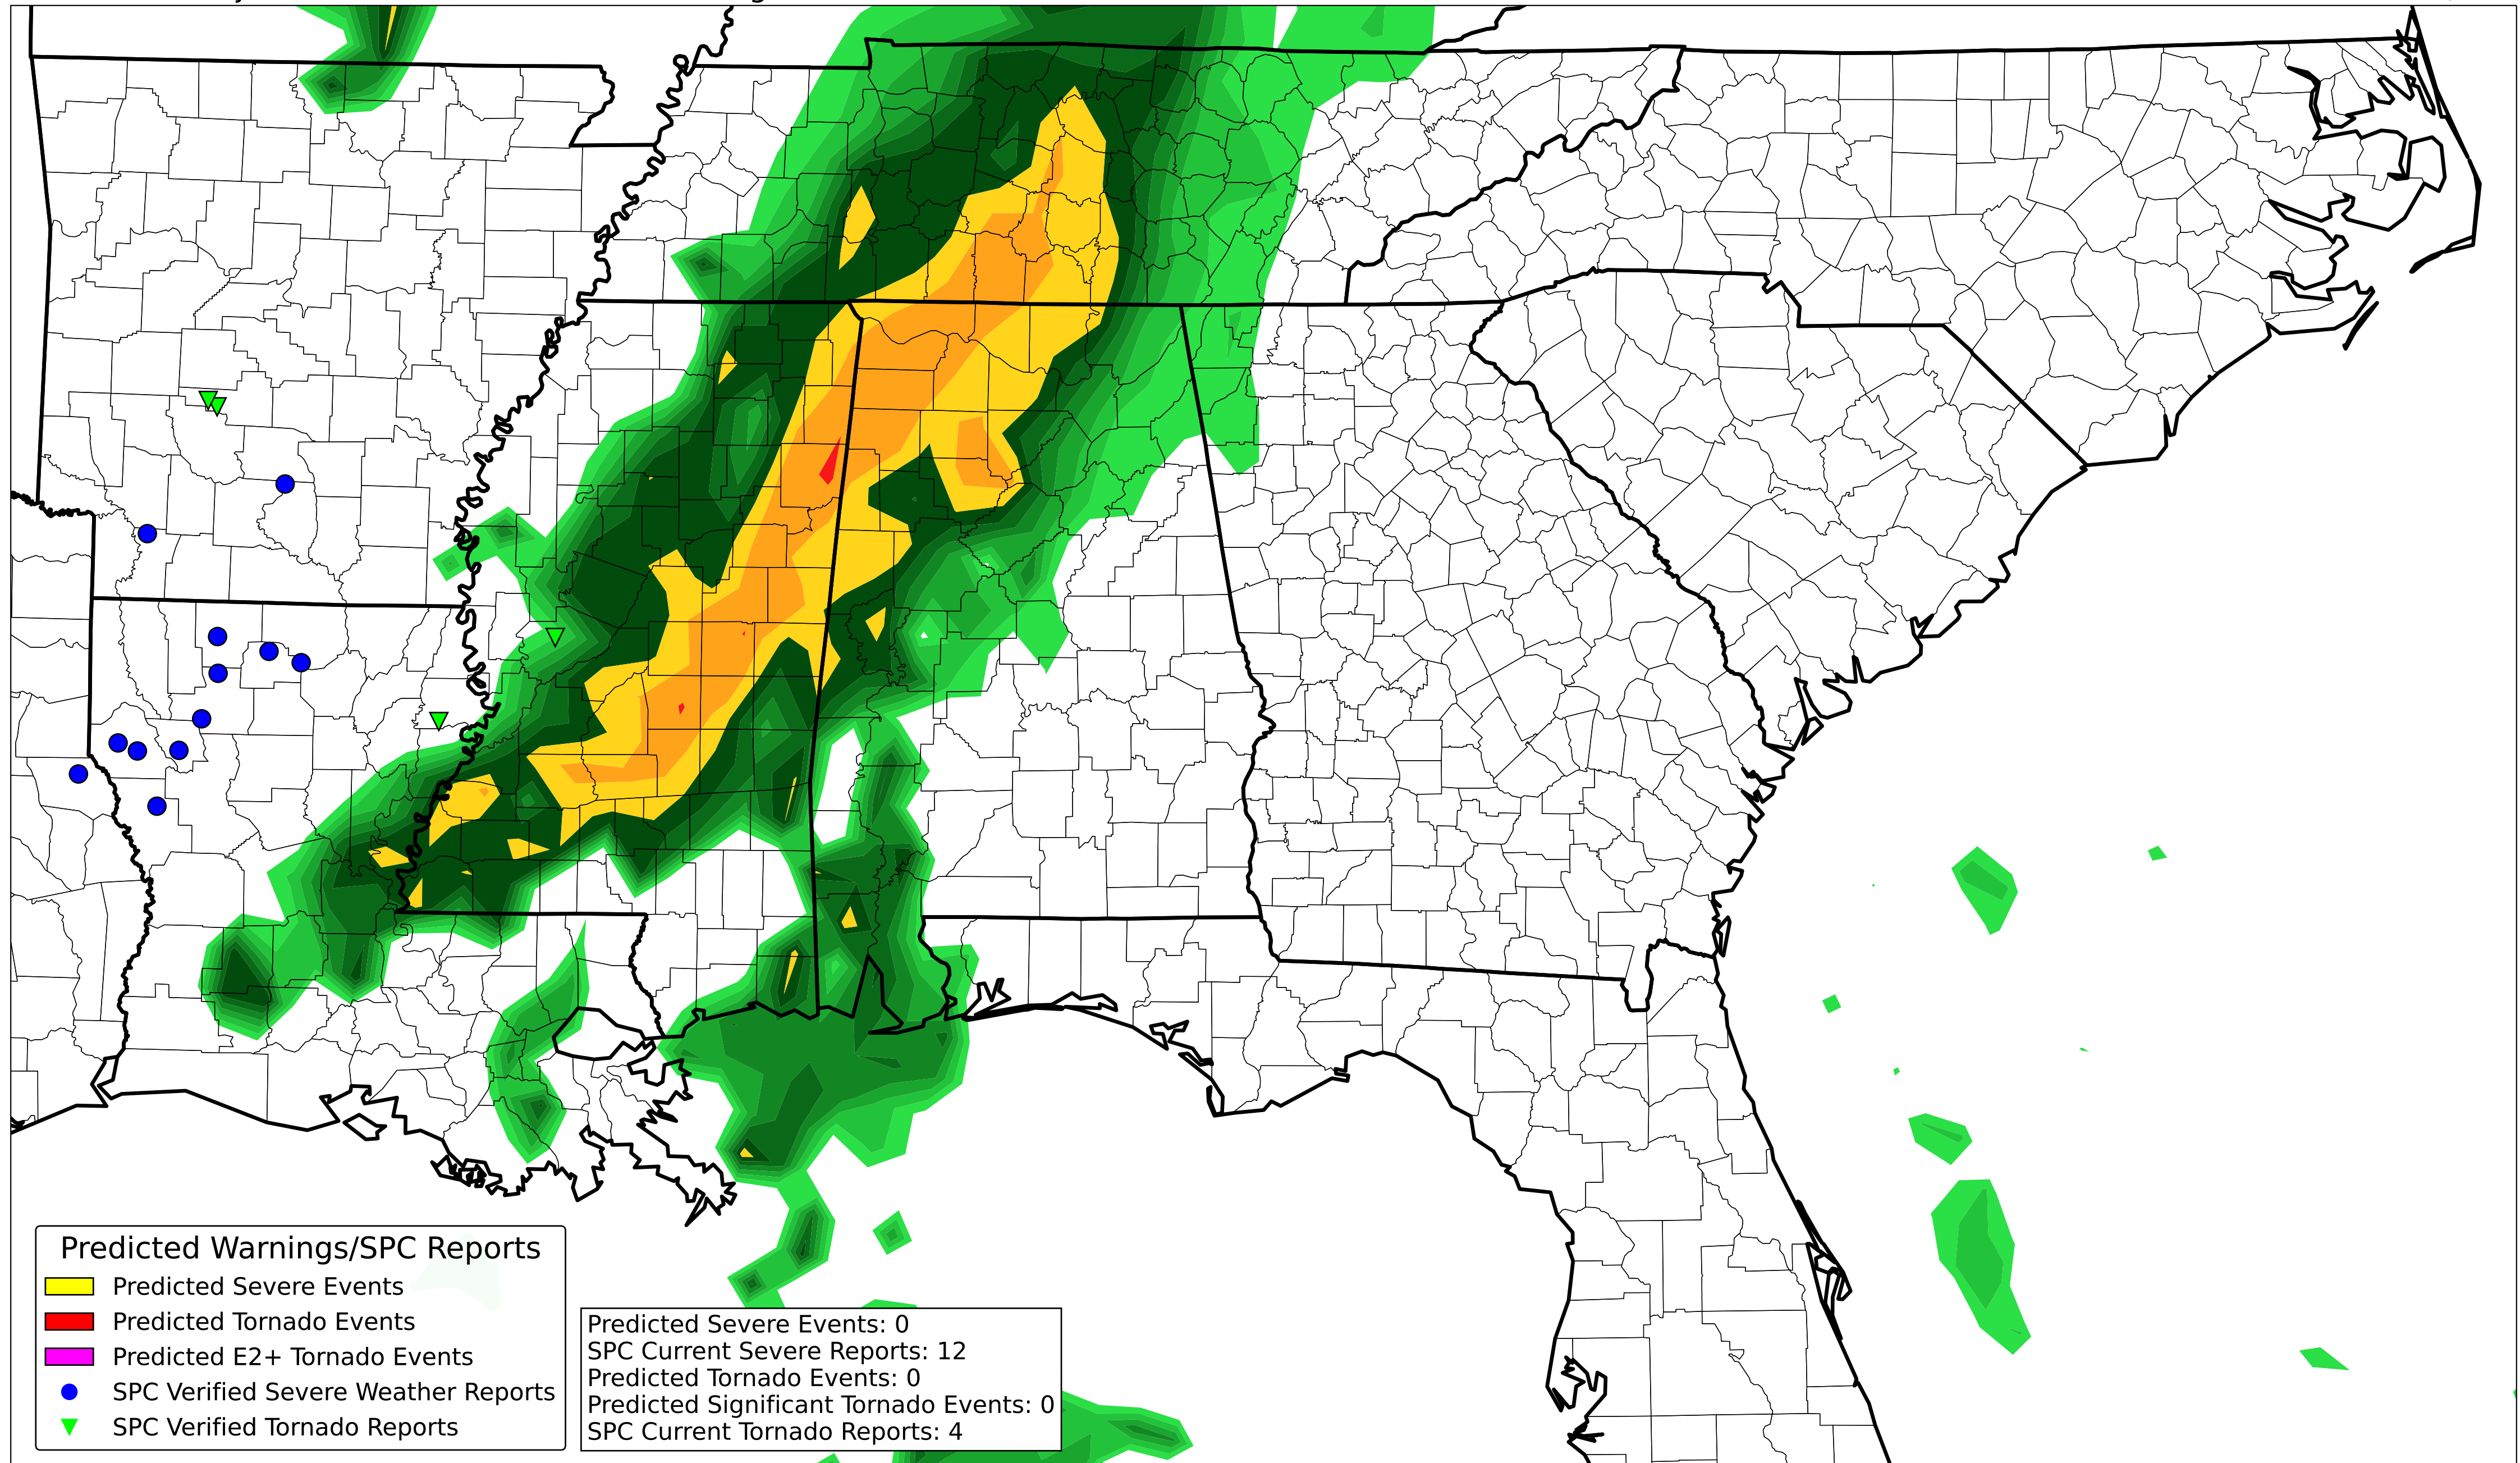 Predicted Warnings/SPC Reports
Predicted Severe Events
Predicted Tornado Events
Predicted E2+ Tornado Events
SPC Verified Severe Weather Reports
SPC Verified Tornado Reports
Predicted Severe Events: 0
SPC Current Severe Reports: 12
Predicted Tornado Events: 0
Predicted Significant Tornado Events: 0
SPC Current Tornado Reports: 4